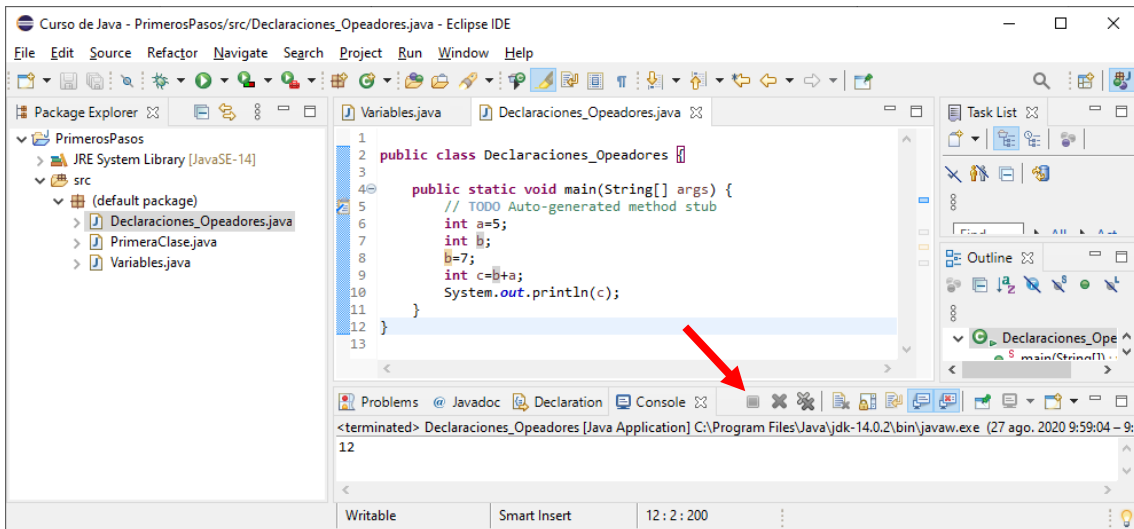 Curso de Java - PrimerosPasos/src/Declaraciones_Opeadores.java - Eclipse IDE
File Edit Source Refactor Navigate Search Project Run Window Help
Package Explorer
PrimerosPasos
JRE System Library [JavaSE-14]
src
(default package)
Declaraciones_Opeadores.java
PrimeraClase.java
Variables.java
Variables.java Declaraciones_Opeadores.java
1
2 public class Declaraciones_Opeadores {
3
4 public static void main(String[] args) {
5 // TODO Auto-generated method stub
6 int a=5;
7 int b;
8 b=7;
9 int c=b+a;
10 System.out.println(c);
11 }
12 }
13
Task List
Find All
Outline
Declaraciones_Ope
main(String[]) :
Problems @ Javadoc Declaration Console
<terminated> Declaraciones_Opeadores [Java Application] C:\Program Files\Java\jdk-14.0.2\bin\javaw.exe (27 ago. 2020 9:59:04 – 9:
12
Writable Smart Insert 12 : 2 : 200